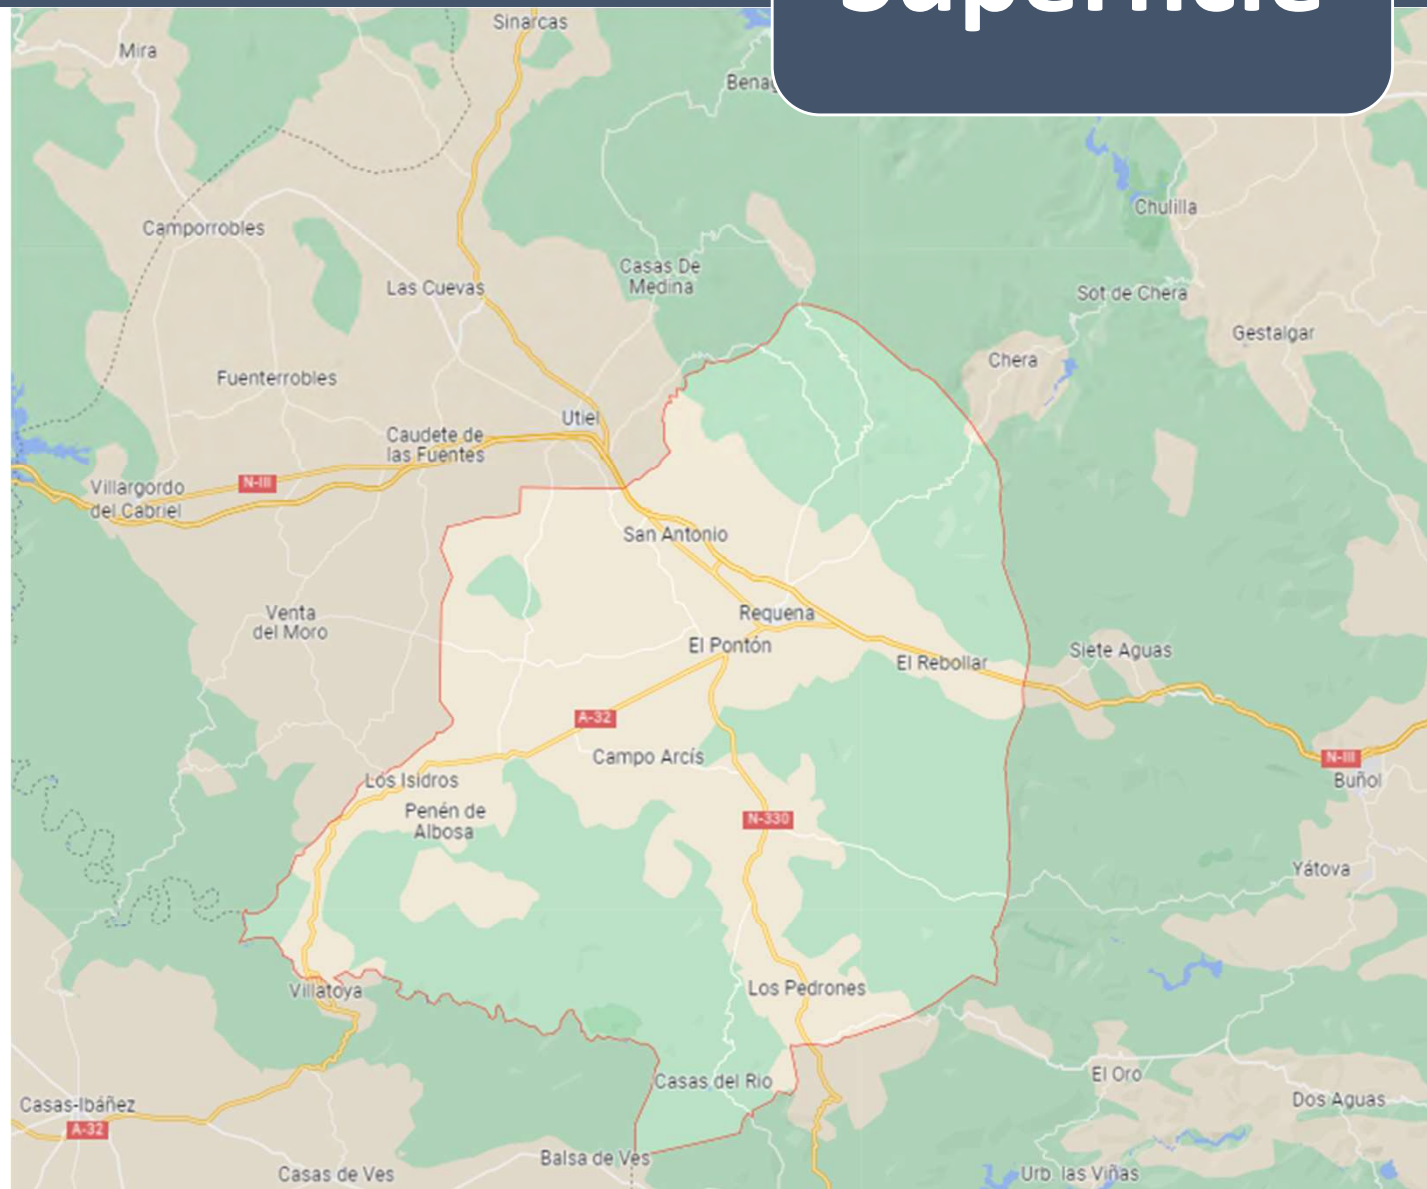 Superficie
Sinarcas
Mira
Chulilla
Camporrobles
Casas De
Medina
Las Cuevas
Sot de Chera
Gestalgar
Chera
Fuenterrobles
Utiel
Caudete de
las Fuentes
N-III
Villargordo
del Cabriel
San Antonio
Venta
del Moro
Requena
El Pontón
El Rebollar
Siete Aguas
A-32
Campo Arcís
N-III
Buñol
Los Isidros
Penén de
Albosa
N-330
Yátova
Villatoya
Los Pedrones
Casas del Rio
El Oro
Casas-Ibáñez
Dos Aguas
A-32
Balsa de Ves
Casas de Ves
Urb. las Viñas